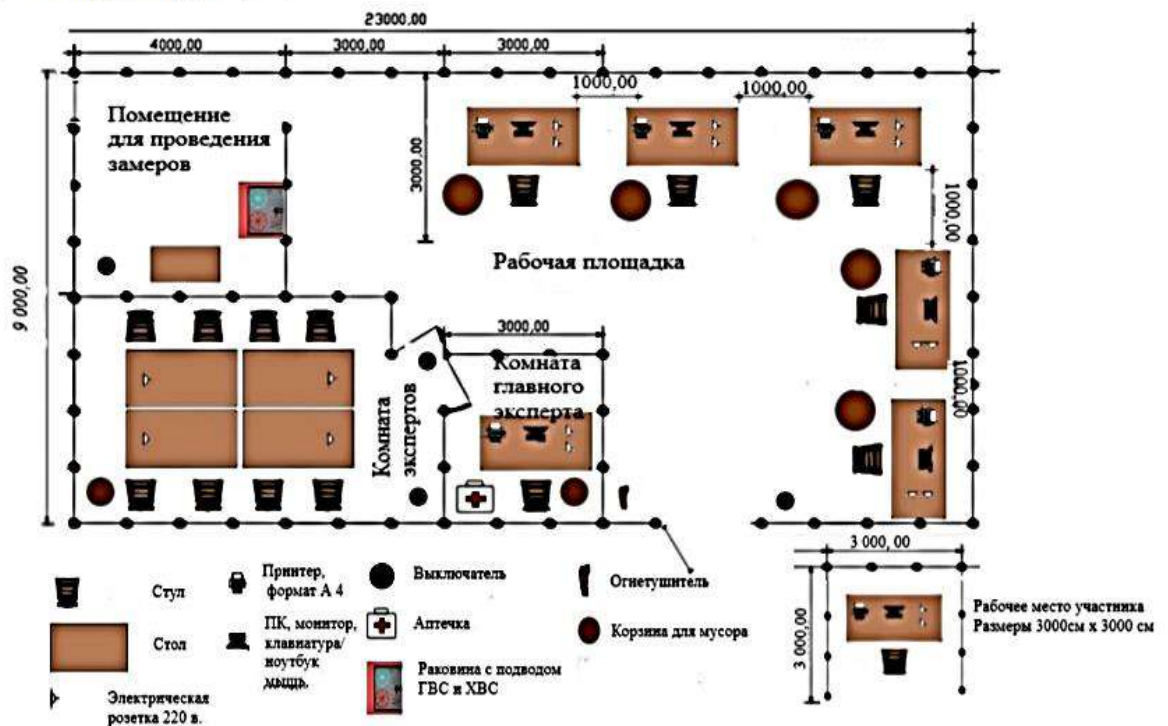 23000.00
4000,00
3000,00
3000,00
1000,00
1000,00
Помещение
для проведения
замеров
3000,00
1000,00
Рабочая площадка
9 000,00
3000,00
Комната
главного
эксперта
Комната
экспертов
1000,00
Стул
Принтер,
формат А 4
Выключатель
Огнетушитель
Стол
ПК, монитор,
клавиатура/
ноутбук
мышь.
Аптечка
Корзина для мусора
Электрическая
розетка 220 в.
Раковина с подводом
ГВС и ХВС
3 000, 00
3 000,00
Рабочее место участника
Размеры 3000см х 3000 см